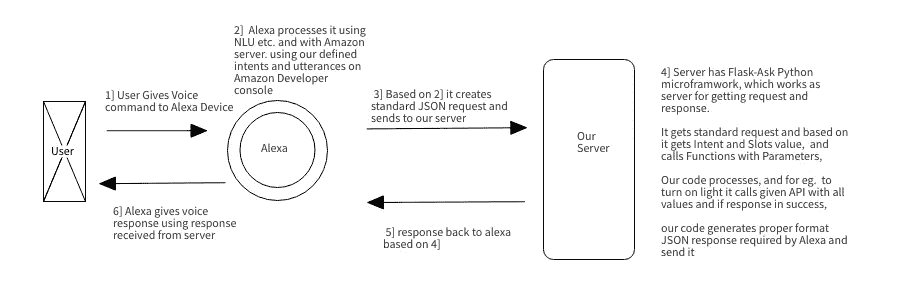 2]  Alexa processes it using
NLU etc. and with Amazon
server. using our defined
intents and utterances on
Amazon Developer
console
1] User Gives Voice
command to Alexa Device
3] Based on 2] it creates
standard JSON request and
sends to our server
4] Server has Flask-Ask Python
microframwork, which works as
server for getting request and
response.
It gets standard request and based on
it gets Intent and Slots value,  and
calls Functions with Parameters,
Our code processes, and for eg.  to
turn on light it calls given API with all
values and if response in success,
our code generates proper format
JSON response required by Alexa and
send it
User
Alexa
Our
Server
6] Alexa gives voice
response using response
received from server
5] response back to alexa
based on 4]